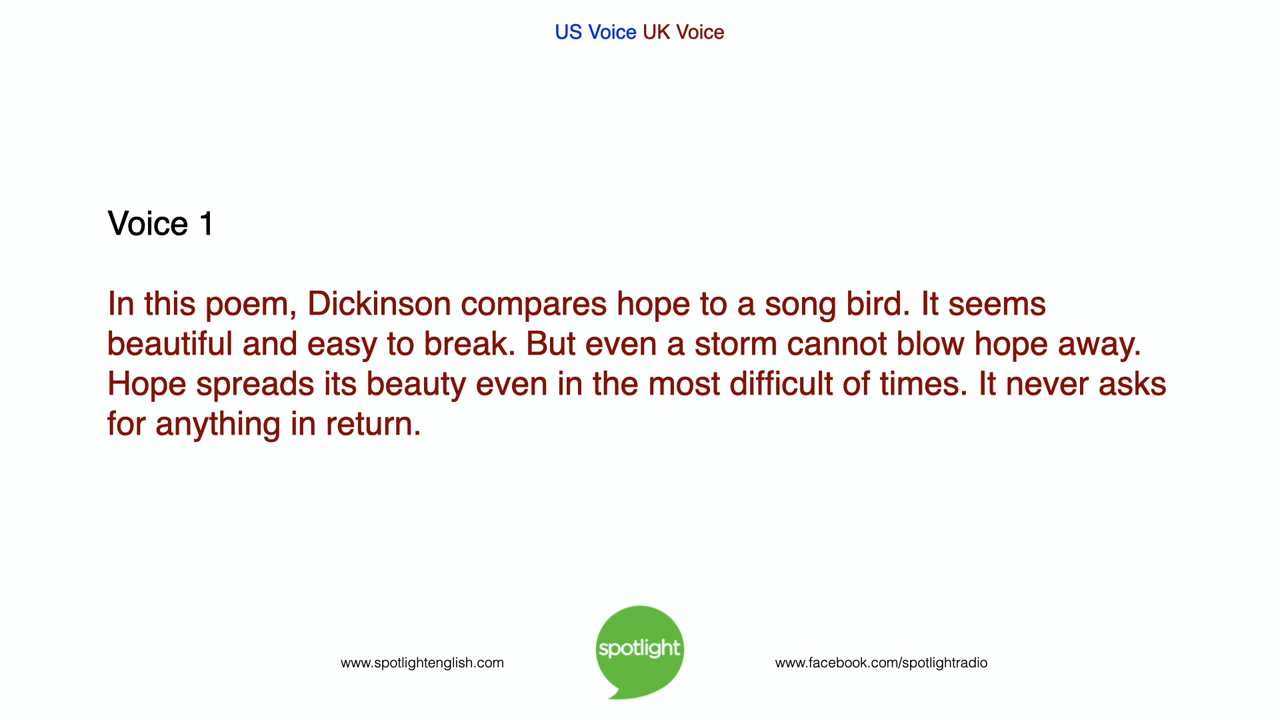 US Voice UK Voice
Voice 1
In this poem, Dickinson compares hope to a song bird. It seems
beautiful and easy to break. But even a storm cannot blow hope away.
Hope spreads its beauty even in the most difficult of times. It never asks
for anything in return.
www.spotlightenglish.com
spotlight
www.facebook.com/spotlightradio